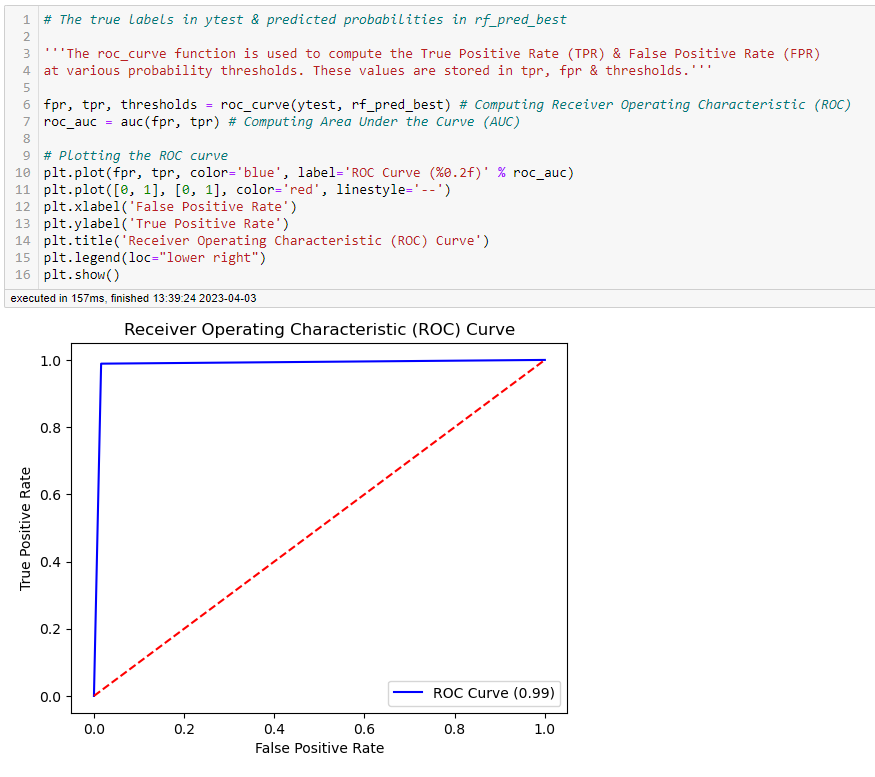 1 # The true labels in ytest & predicted probabilities in rf_pred_best
2
3 '''The roc_curve function is used to compute the True Positive Rate (TPR) & False Positive Rate (FPR)
4 at various probability thresholds. These values are stored in tpr, fpr & thresholds.'''
5
6 fpr, tpr, thresholds = roc_curve(ytest, rf_pred_best) # Computing Receiver Operating Characteristic (ROC)
7 roc_auc = auc(fpr, tpr) # Computing Area Under the Curve (AUC)
8
9 # Plotting the ROC curve
10 plt.plot(fpr, tpr, color='blue', label='ROC Curve (%0.2f)' % roc_auc)
11 plt.plot([0, 1], [0, 1], color='red', linestyle='--')
12 plt.xlabel('False Positive Rate')
13 plt.ylabel('True Positive Rate')
14 plt.title('Receiver Operating Characteristic (ROC) Curve')
15 plt.legend(loc="lower right")
16 plt.show()
executed in 157ms, finished 13:39:24 2023-04-03
Receiver Operating Characteristic (ROC) Curve
1.0
0.8
0.6
0.4
0.2
0.0
True Positive Rate
ROC Curve (0.99)
0.0 0.2 0.4 0.6 0.8 1.0
False Positive Rate